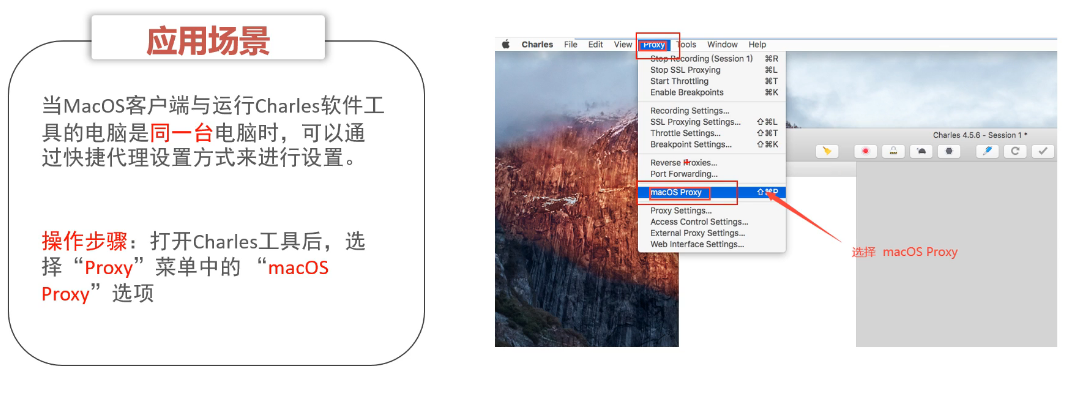 应用场景
当MacOS客户端与运行Charles软件工
具的电脑是同一台电脑时，可以通
过快捷代理设置方式来进行设置。
操作步骤：打开Charles工具后，选
择“Proxy”菜单中的 “macOS
Proxy”选项
Charles File Edit View Proxy Tools Window Help
Stop Recording (Session 1) ⌘R
Stop SSL Proxying ⌘L
Start Throttling ⌘T
Enable Breakpoints ⌘K
Recording Settings...
SSL Proxying Settings... ⇧⌘L
Throttle Settings... ⇧⌘T
Breakpoint Settings... ⇧⌘K
Reverse Proxies...
Port Forwarding...
macOS Proxy ⇧⌘P
Proxy Settings...
Access Control Settings...
External Proxy Settings...
Web Interface Settings...
Charles 4.5.6 - Session 1 *
选择 macOS Proxy